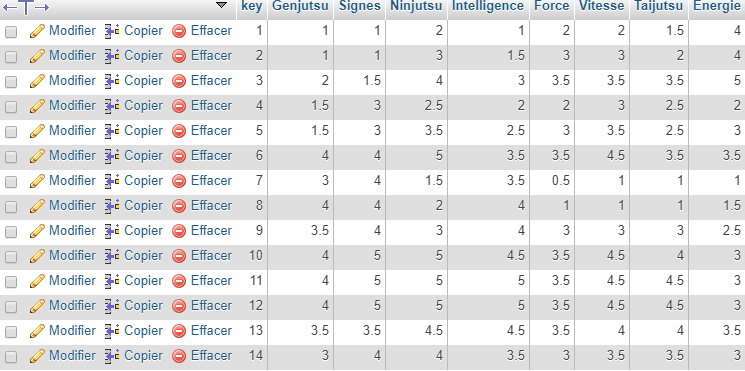 key Genjutsu Signes Ninjutsu Intelligence Force Vitesse Taijutsu Energie
Modifier Copier Effacer 1 1 1 2 1 2 2 1.5 4
Modifier Copier Effacer 2 1 1 3 1.5 3 3 2 4
Modifier Copier Effacer 3 2 1.5 4 3 3.5 3.5 3.5 5
Modifier Copier Effacer 4 1.5 3 2.5 2 2 3 2.5 2
Modifier Copier Effacer 5 1.5 3 3.5 2.5 3 3.5 2.5 3
Modifier Copier Effacer 6 4 4 5 3.5 3.5 4.5 3.5 3.5
Modifier Copier Effacer 7 3 4 1.5 3.5 0.5 1 1 1
Modifier Copier Effacer 8 4 4 2 4 1 1 1 1.5
Modifier Copier Effacer 9 3.5 4 3 4 3 3 3 2.5
Modifier Copier Effacer 10 4 5 5 4.5 3.5 4.5 4 3
Modifier Copier Effacer 11 4 5 5 5 3.5 4.5 4.5 3
Modifier Copier Effacer 12 4 5 5 5 3.5 4.5 4.5 3
Modifier Copier Effacer 13 3.5 3.5 4.5 4.5 3.5 4 4 3.5
Modifier Copier Effacer 14 3 4 4 3.5 3 3.5 3.5 3